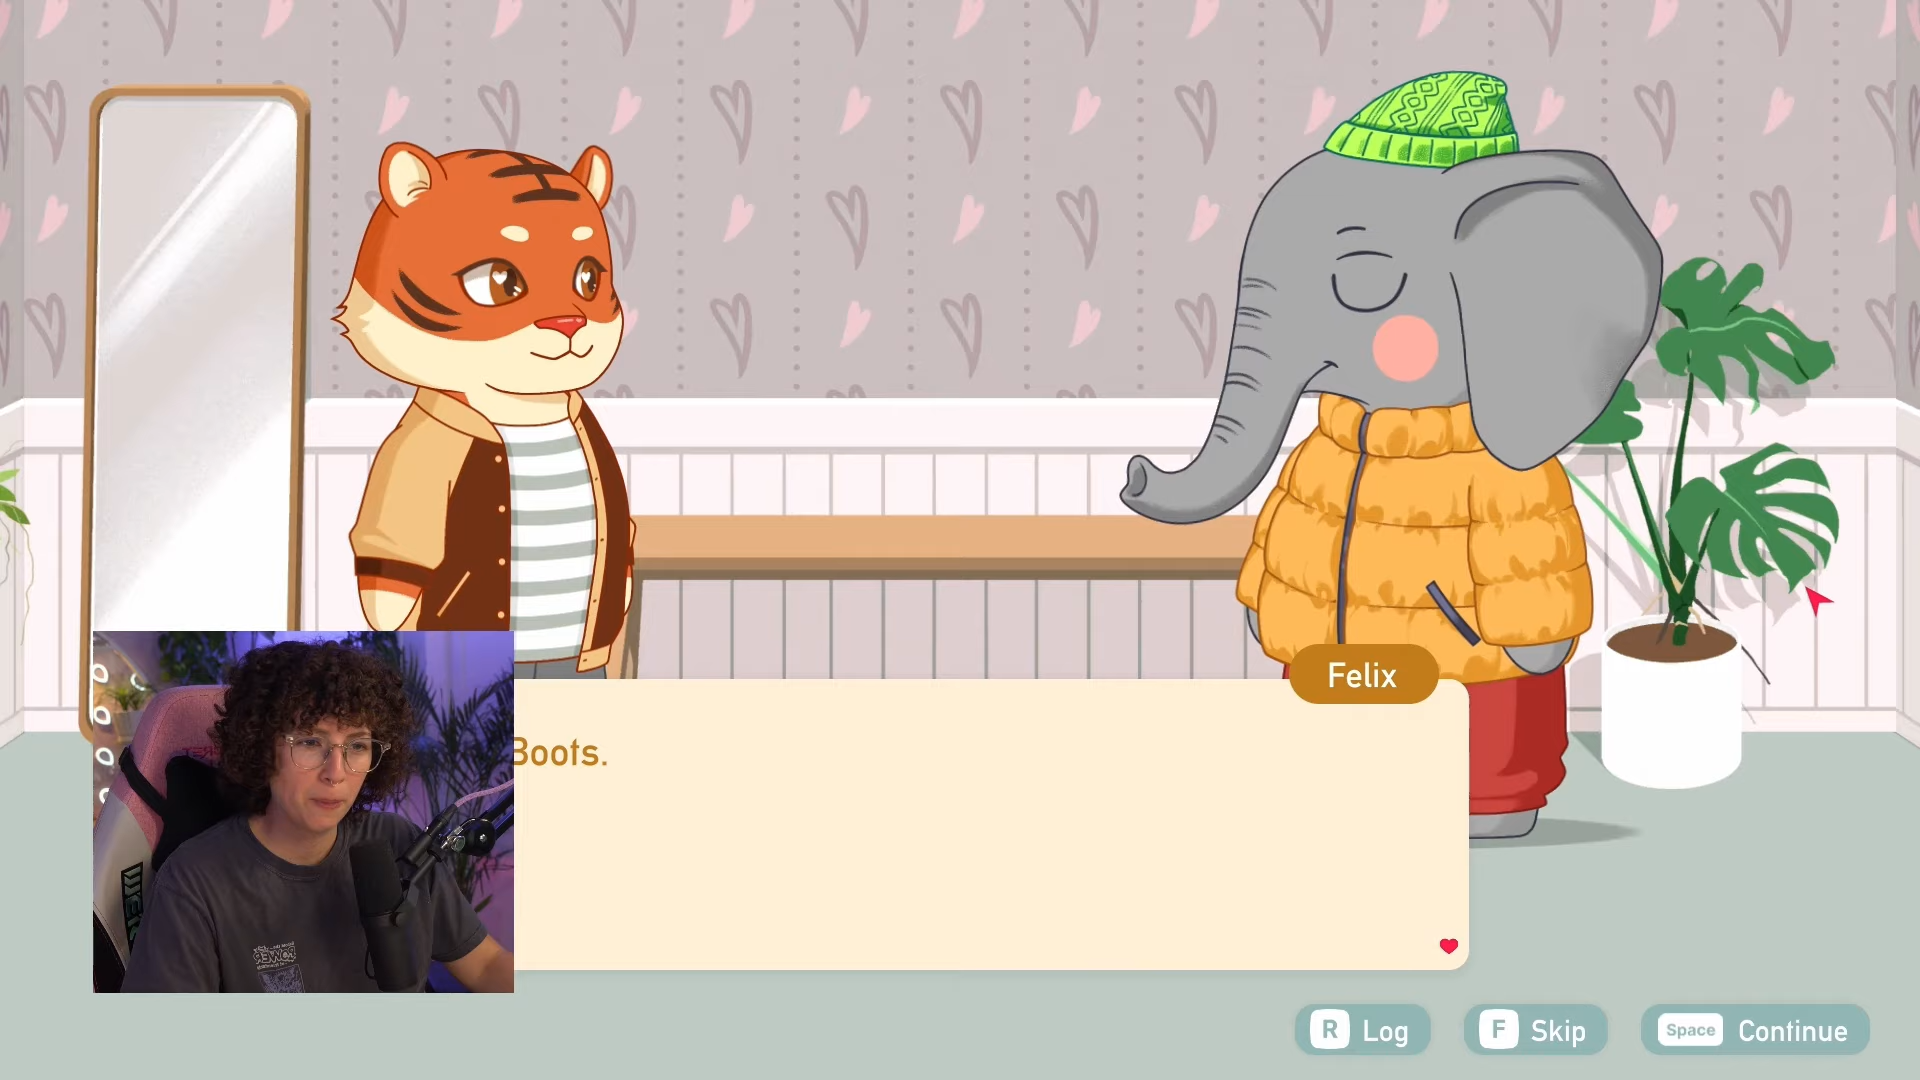 Felix
Boots.
R Log
F Skip
Space Continue